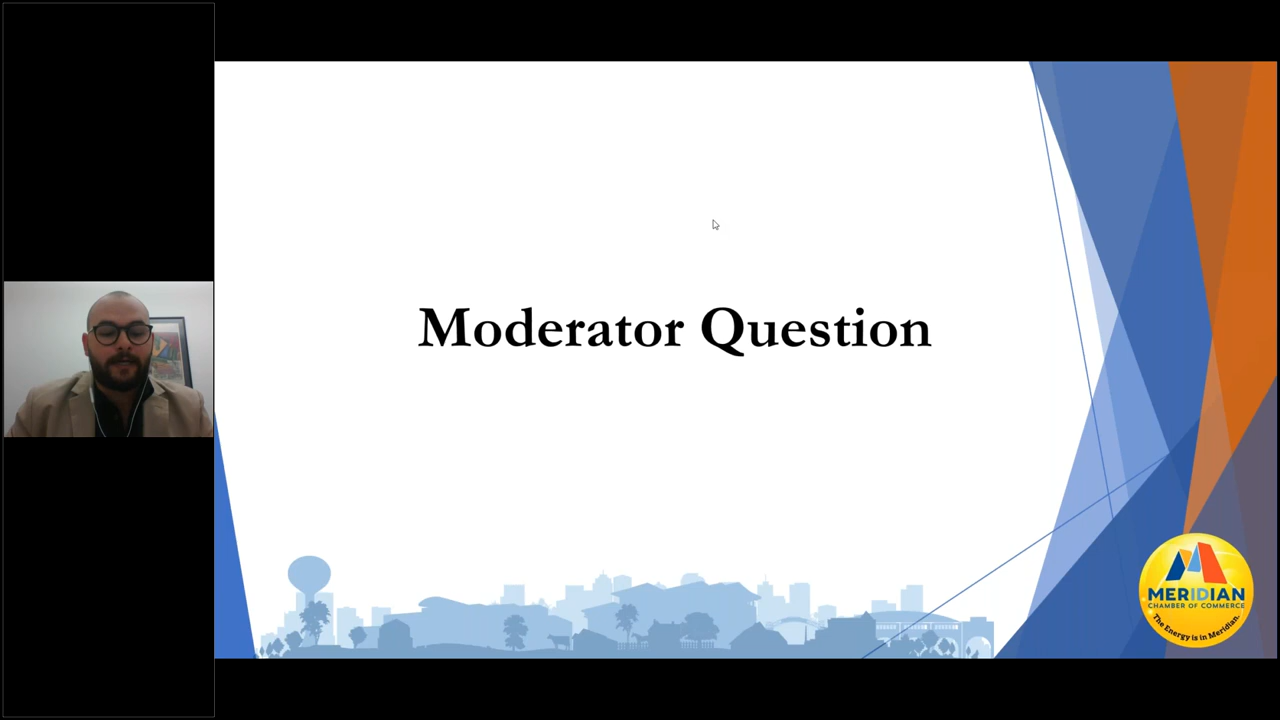 Moderator Question
MERIDIAN
CHAMBER OF COMMERCE
The Energy is in Meridian.